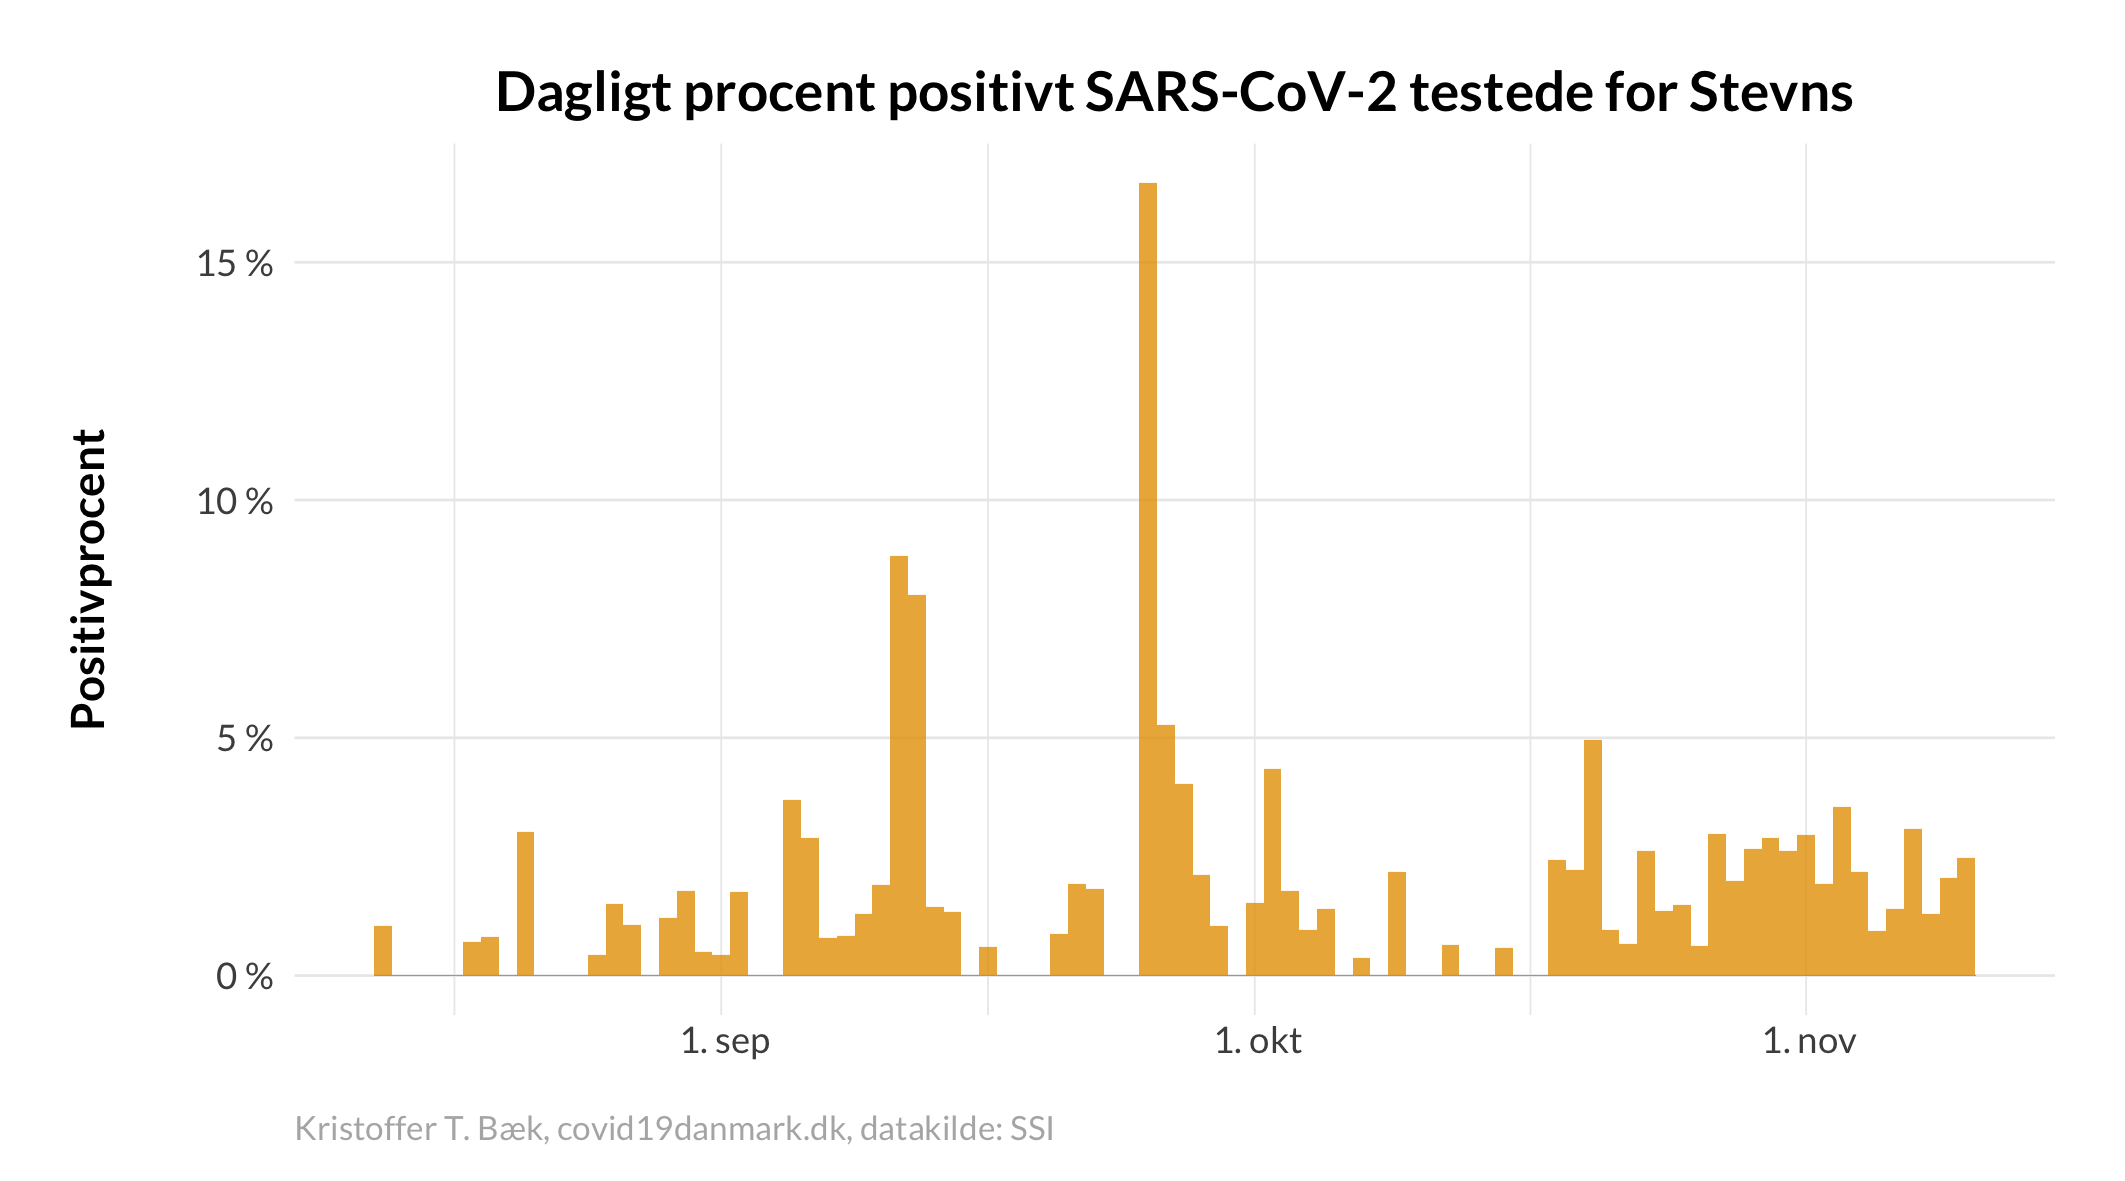 Dagligt procent positivt SARS-CoV-2 testede for Stevns
Positivprocent
15 %
10 %
5 %
0 %
1. sep
1. okt
1. nov
Kristoffer T. Bæk, covid19danmark.dk, datakilde: SSI